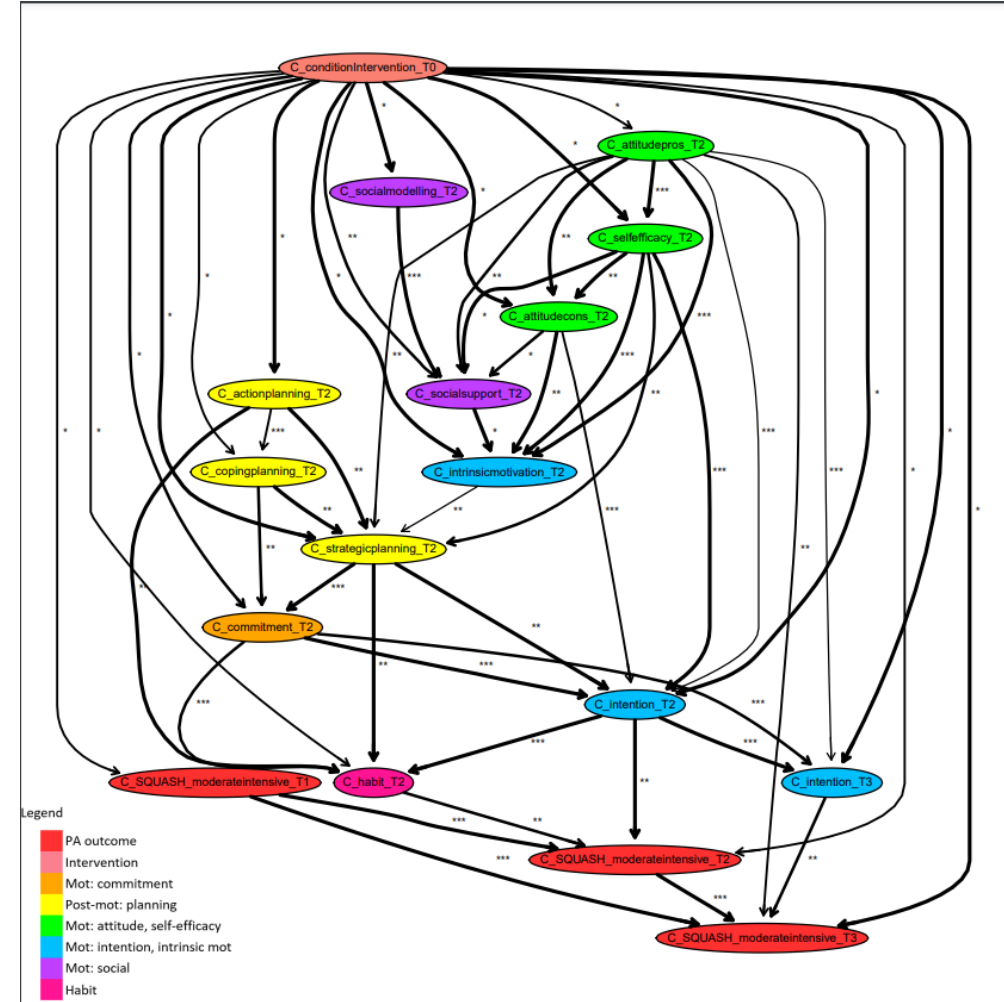 C_conditionIntervention_T0
*
*
C_attitudepros_T2
*
***
C_socialmodelling_T2
*
C_selfefficacy_T2
*
**
**
*
***
**
**
*
C_attitudecons_T2
*
***
**
*
***
C_socialsupport_T2
**
**
*
C_actionplanning_T2
*
*
*
***
*
*
C_copingplanning_T2
**
C_intrinsicmotivation_T2
***
***
*
**
**
***
*
C_strategicplanning_T2
**
**
***
**
C_commitment_T2
**
***
**
C_intention_T2
***
***
***
***
C_SQUASH_moderateintensive_T1
C_habit_T2
**
C_intention_T3
Legend
***
**
PA outcome
***
C_SQUASH_moderateintensive_T2
**
Intervention
Mot: commitment
***
Post-mot: planning
Mot: attitude, self-efficacy
C_SQUASH_moderateintensive_T3
Mot: intention, intrinsic mot
Mot: social
Habit